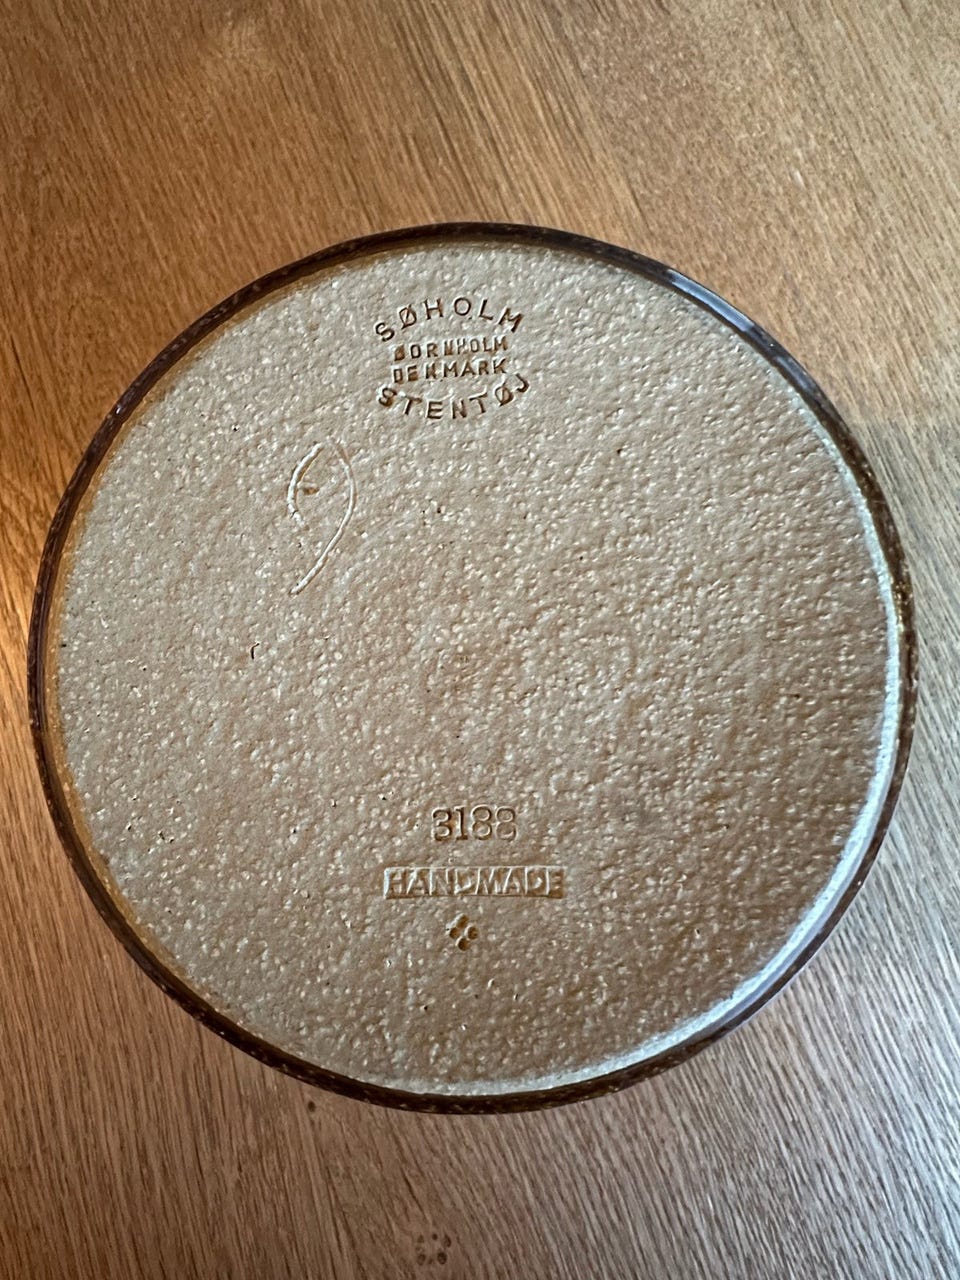 SØHOLM
BORNHOLM
DENMARK
STENTØJ
3188
HANDMADE